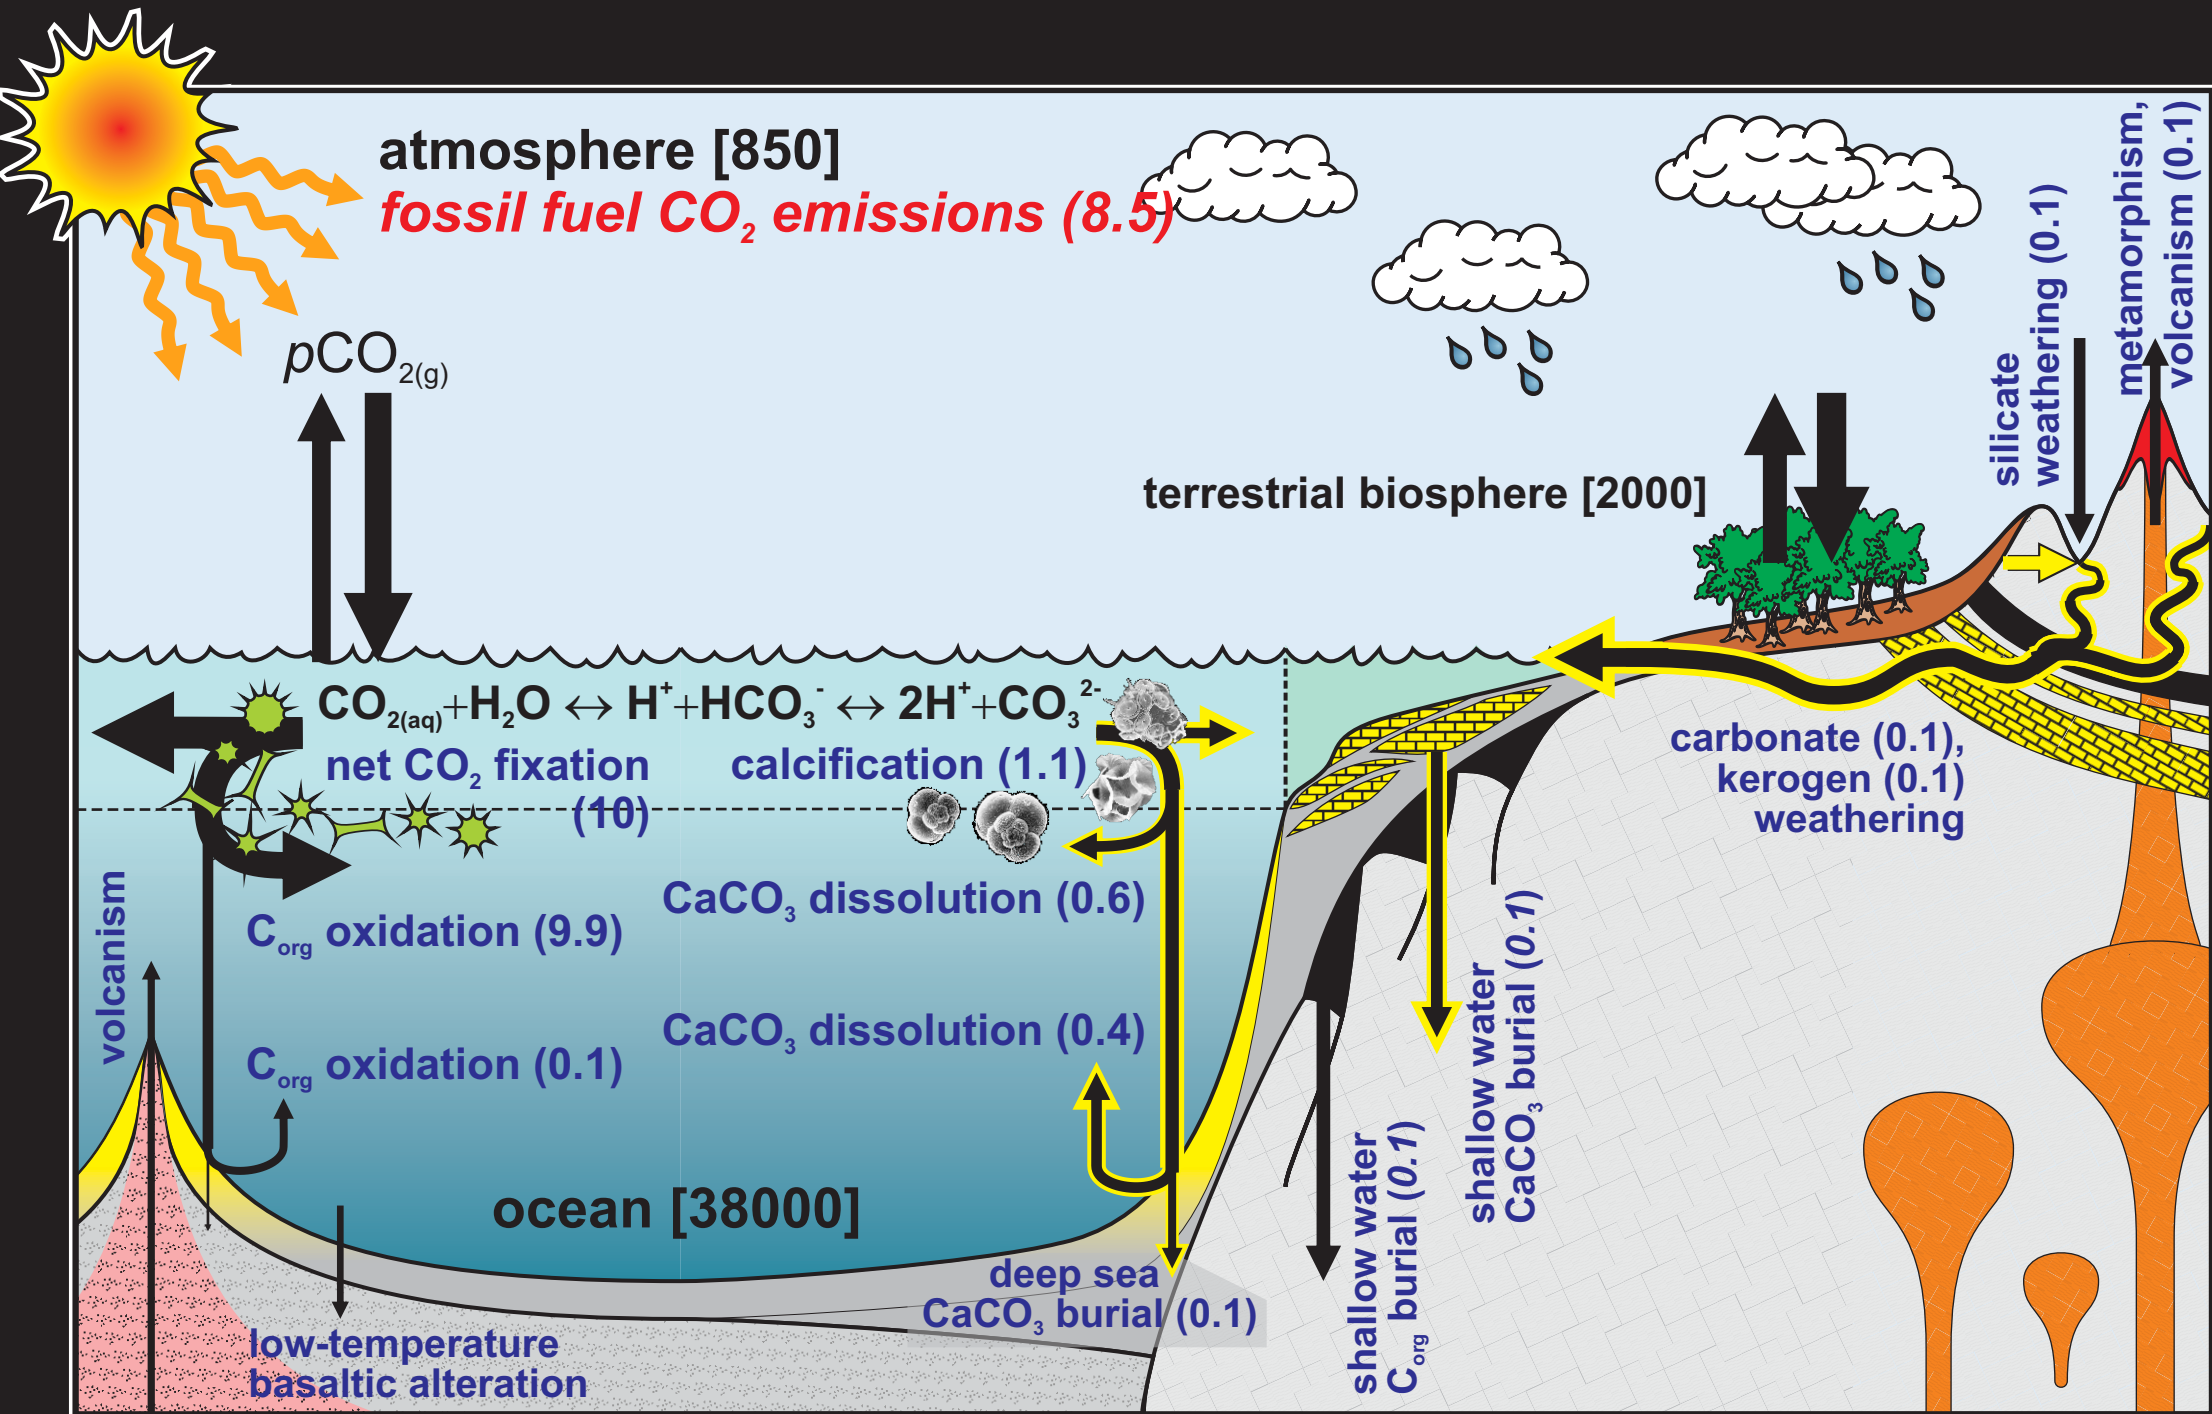 atmosphere [850]
fossil fuel CO₂ emissions (8.5)
pCO₂(g)
terrestrial biosphere [2000]
silicate
weathering (0.1)
metamorphism,
volcanism (0.1)
CO₂(aq)+H₂O ↔ H⁺+HCO₃⁻ ↔ 2H⁺+CO₃²⁻
net CO₂ fixation
(10)
calcification (1.1)
carbonate (0.1),
kerogen (0.1)
weathering
CaCO₃ dissolution (0.6)
Corg oxidation (9.9)
volcanism
CaCO₃ dissolution (0.4)
Corg oxidation (0.1)
shallow water
CaCO₃ burial (0.1)
shallow water
Corg burial (0.1)
ocean [38000]
deep sea
CaCO₃ burial (0.1)
low-temperature
basaltic alteration